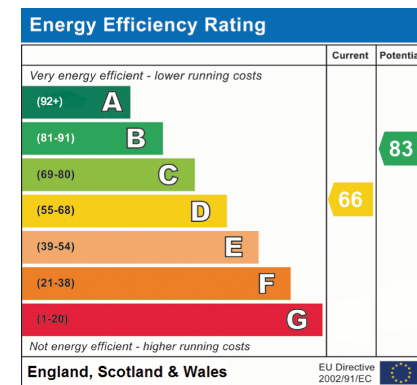 Energy Efficiency Rating
Current Potentia
Very energy efficient - lower running costs
(92+) A
(81-91) B
83
(69-80) C
66
(55-68) D
(39-54) E
(21-38) F
(1-20) G
Not energy efficient - higher running costs
England, Scotland & Wales
EU Directive
2002/91/EC